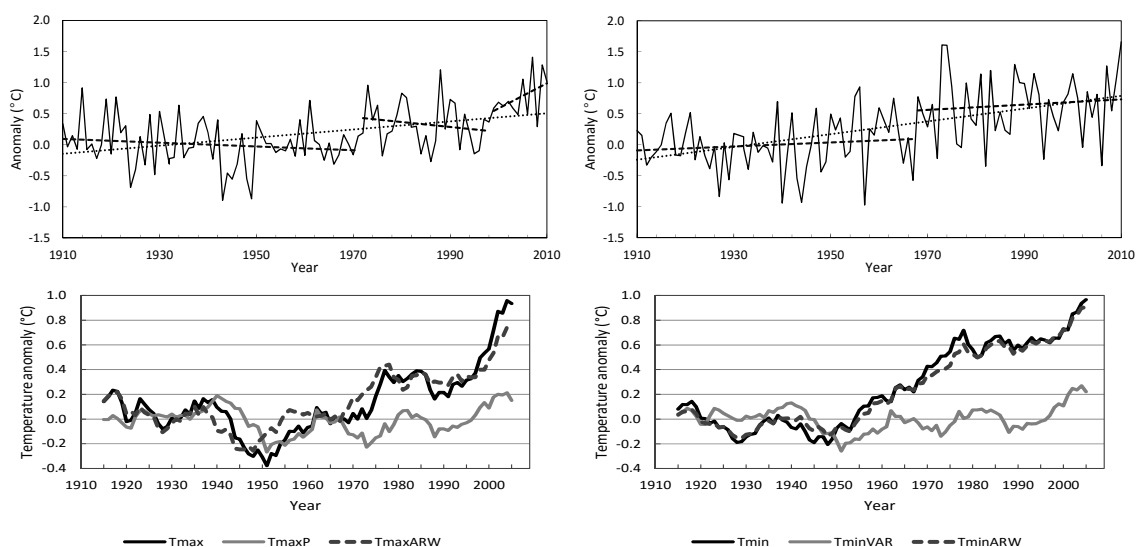 2.0
1.5
1.0
0.5
0.0
-0.5
-1.0
-1.5
Anomaly (°C)
1910 1930 1950 1970 1990 2010
Year
2.0
1.5
1.0
0.5
0.0
-0.5
-1.0
-1.5
Anomaly (°C)
1910 1930 1950 1970 1990 2010
Year
1.0
0.8
0.6
0.4
0.2
0.0
-0.2
-0.4
Temperature anomaly (°C)
1910 1920 1930 1940 1950 1960 1970 1980 1990 2000
Year
Tmax TmaxP TmaxARW
1.0
0.8
0.6
0.4
0.2
0.0
-0.2
-0.4
Temperature anomaly (°C)
1910 1920 1930 1940 1950 1960 1970 1980 1990 2000
Year
Tmin TminVAR TminARW